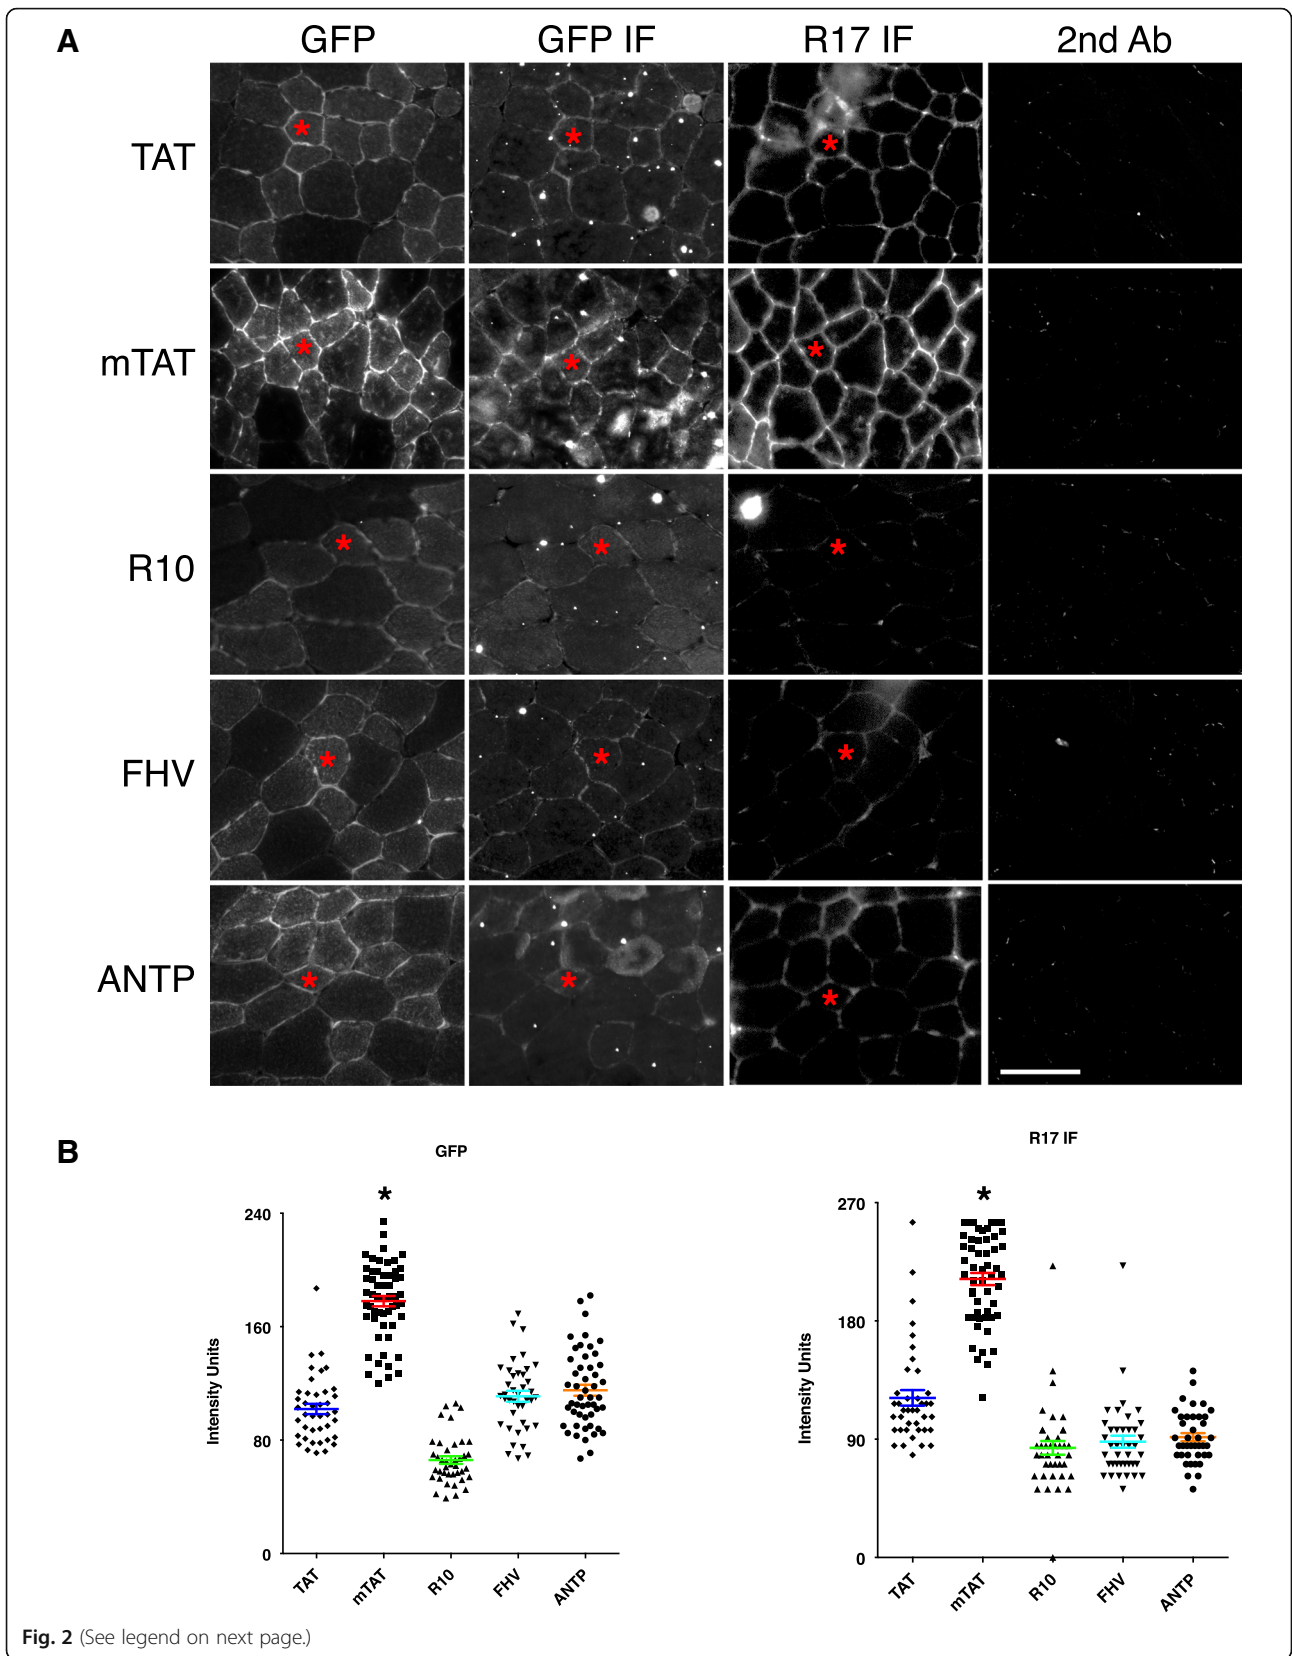 A
GFP GFP IF R17 IF 2nd Ab
TAT
*
*
*
mTAT
*
*
*
R10
*
*
*
FHV
*
*
*
ANTP
*
*
*
B
GFP
*
240
160
80
0
Intensity Units
TAT mTAT R10 FHV ANTP
R17 IF
*
270
180
90
0
Intensity Units
TAT mTAT R10 FHV ANTP
Fig. 2 (See legend on next page.)